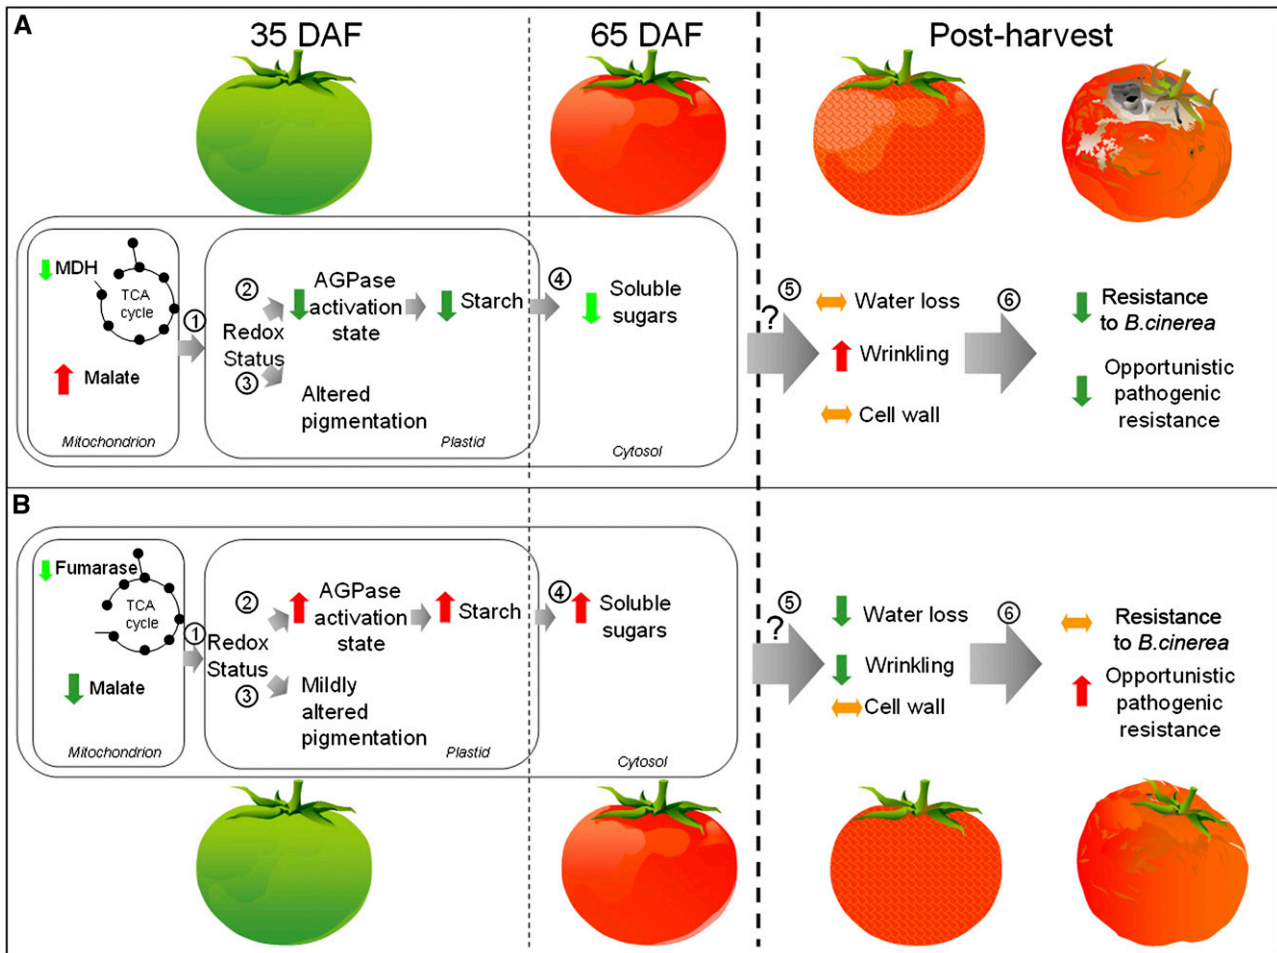 A
35 DAF
65 DAF
Post-harvest
MDH
TCA
cycle
Malate
Mitochondrion
①
②
Redox
Status
③
AGPase
activation
state
Starch
Altered
pigmentation
Plastid
④
Soluble
sugars
Cytosol
?
⑤
Water loss
Wrinkling
Cell wall
⑥
Resistance
to B.cinerea
Opportunistic
pathogenic
resistance
B
Fumarase
TCA
cycle
Malate
Mitochondrion
①
②
Redox
Status
③
AGPase
activation
state
Starch
Mildly
altered
pigmentation
Plastid
④
Soluble
sugars
Cytosol
?
⑤
Water loss
Wrinkling
Cell wall
⑥
Resistance
to B.cinerea
Opportunistic
pathogenic
resistance